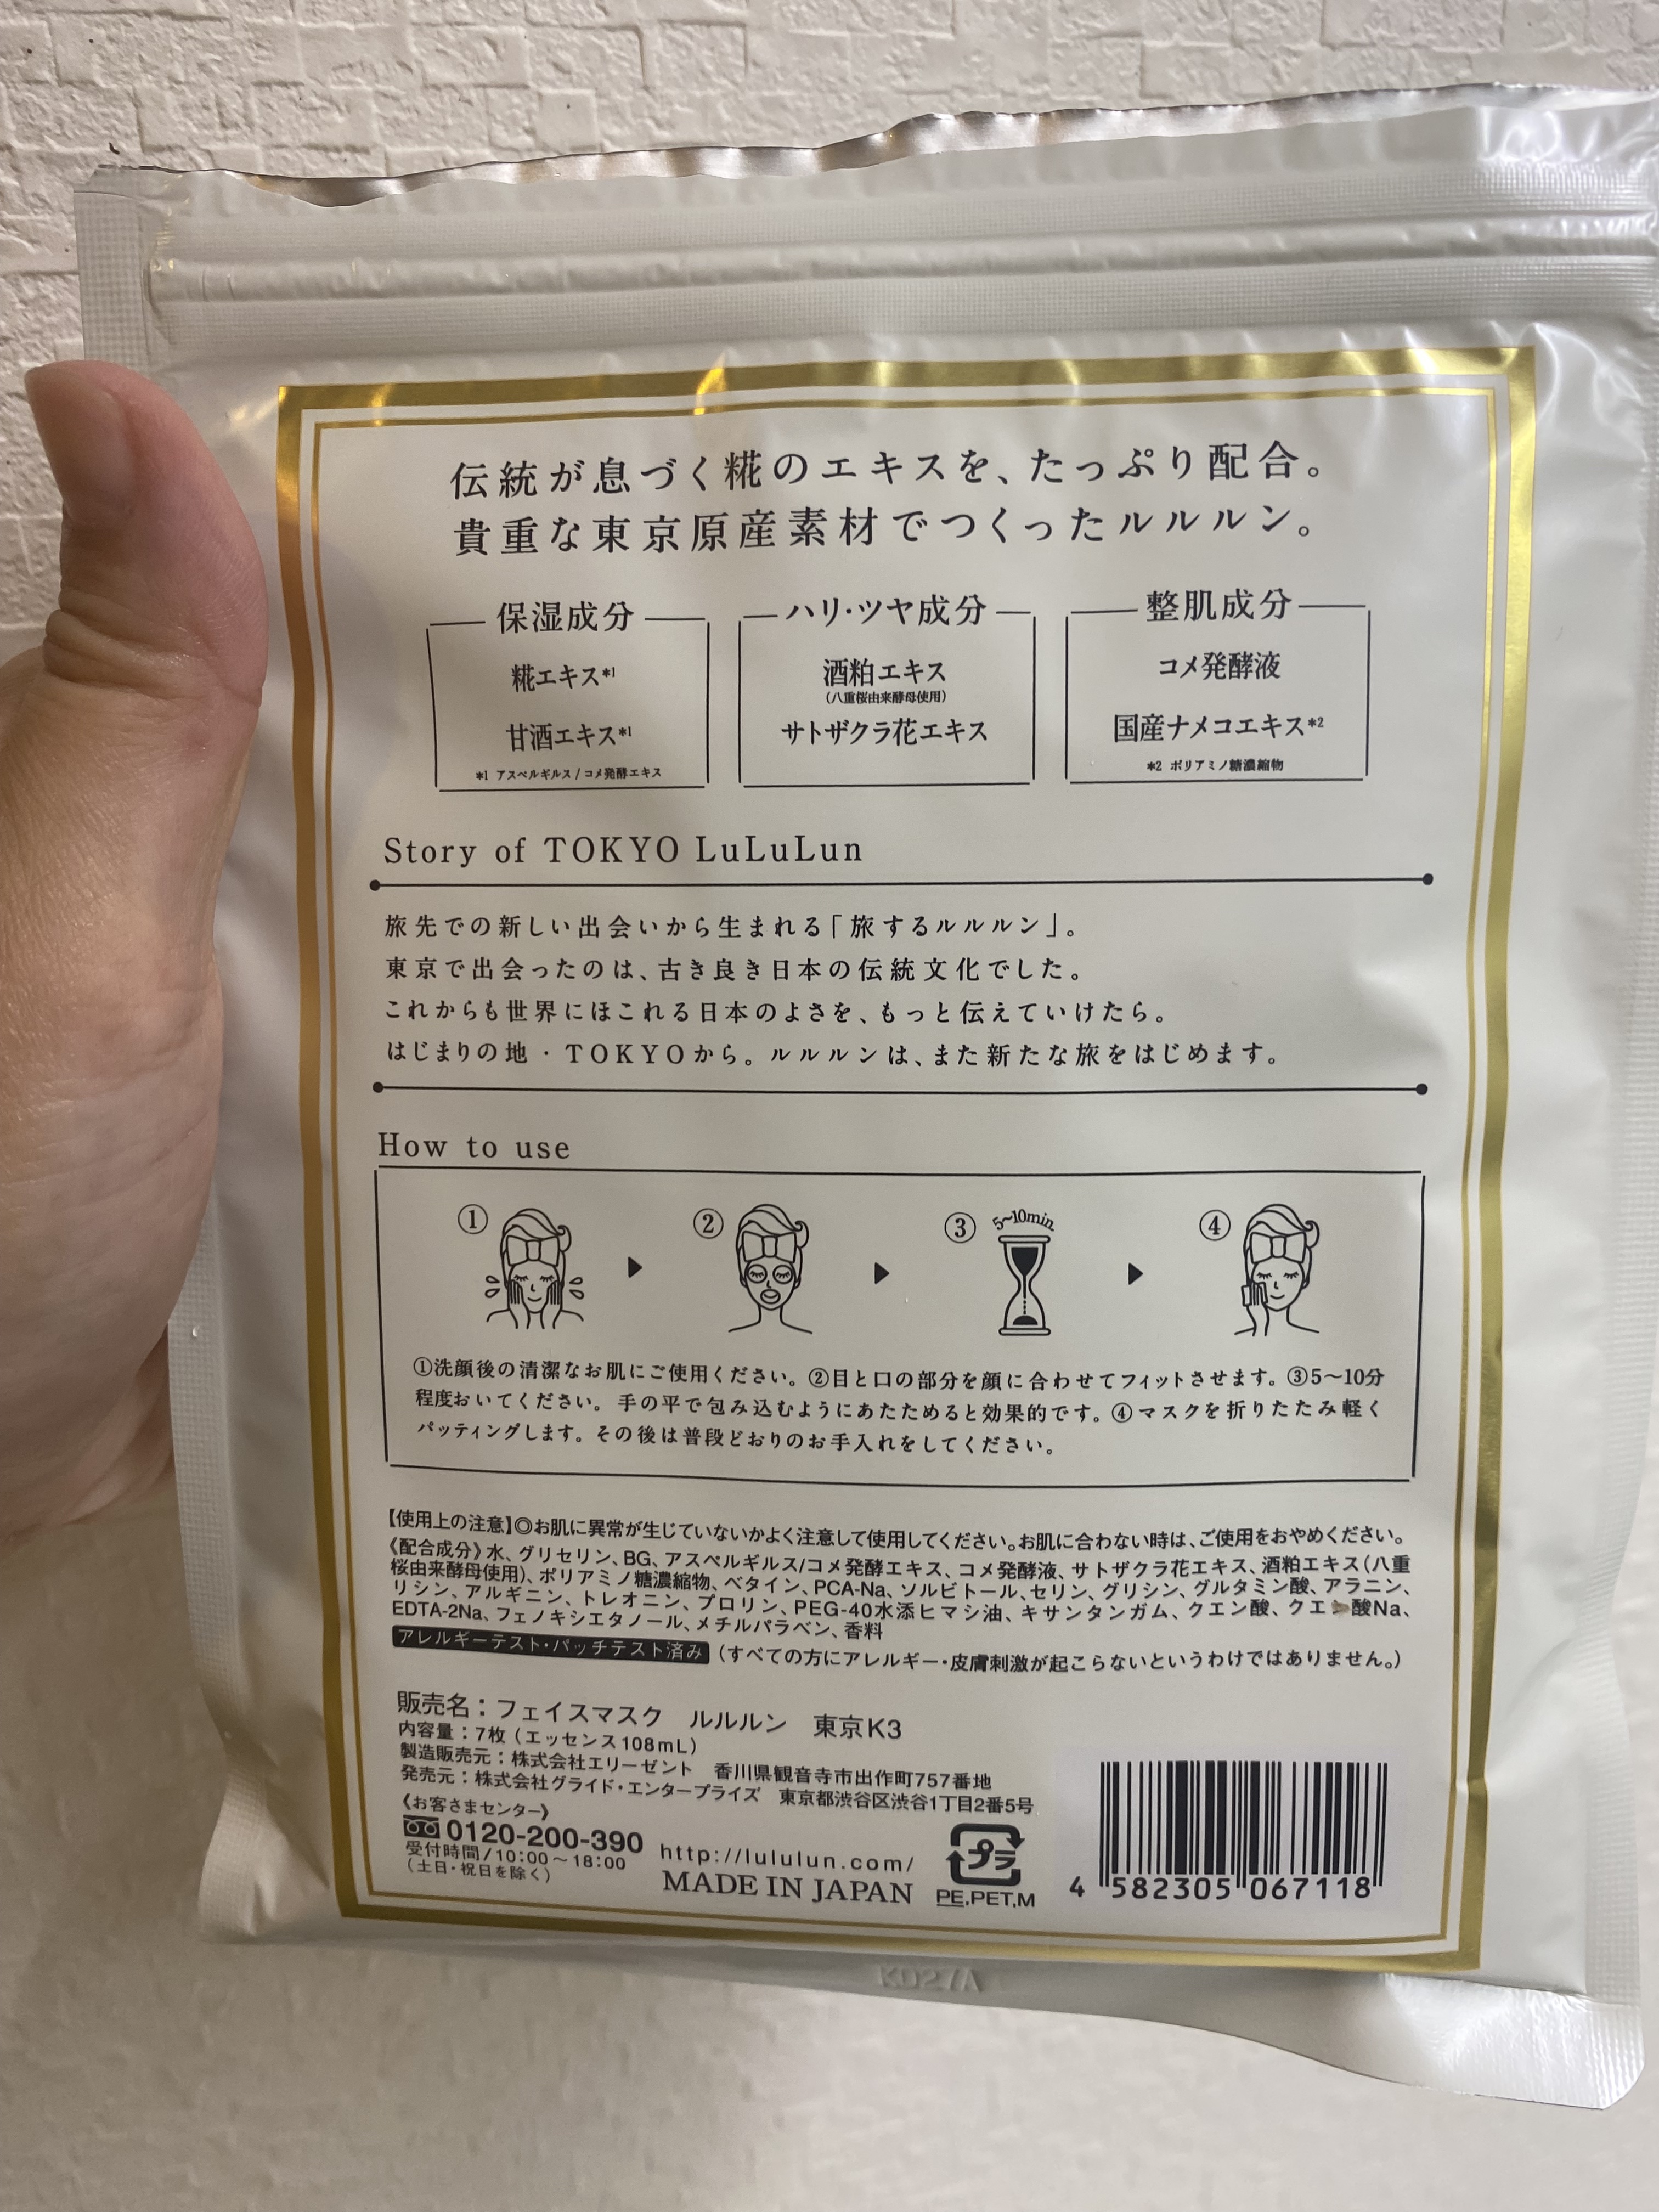 伝統が息づく糀のエキスを、たっぷり配合。
貴重な東京原産素材でつくったルルルン。
保湿成分
糀エキス*1
甘酒エキス*1
*1 アスペルギルス/コメ発酵エキス
ハリ・ツヤ成分
酒粕エキス
(八重桜由来酵母使用)
サトザクラ花エキス
整肌成分
コメ発酵液
国産ナメコエキス*2
*2 ポリアミノ糖濃縮物
Story of TOKYO LuLuLun
旅先での新しい出会いから生まれる「旅するルルルン」。
東京で出会ったのは、古き良き日本の伝統文化でした。
これからも世界にほこれる日本のよさを、もっと伝えていけたら。
はじまりの地・TOKYOから。ルルルンは、また新たな旅をはじめます。
How to use
①
②
③ 5~10min.
④
①洗顔後の清潔なお肌にご使用ください。②目と口の部分を顔に合わせてフィットさせます。③5〜10分
程度おいてください。手の平で包み込むようにあたためると効果的です。④マスクを折りたたみ軽く
パッティングします。その後は普段どおりのお手入れをしてください。
【使用上の注意】◎お肌に異常が生じていないかよく注意して使用してください。お肌に合わない時は、ご使用をおやめください。
《配合成分》水、グリセリン、BG、アスペルギルス/コメ発酵エキス、コメ発酵液、サトザクラ花エキス、酒粕エキス(八重
桜由来酵母使用)、ポリアミノ糖濃縮物、ベタイン、PCA-Na、ソルビトール、セリン、グリシン、グルタミン酸、アラニン、
リシン、アルギニン、トレオニン、プロリン、PEG-40水添ヒマシ油、キサンタンガム、クエン酸、クエン酸Na、
EDTA-2Na、フェノキシエタノール、メチルパラベン、香料
アレルギーテスト・パッチテスト済み (すべての方にアレルギー・皮膚刺激が起こらないというわけではありません。)
販売名:フェイスマスク ルルルン 東京K3
内容量:7枚(エッセンス108mL)
製造販売元:株式会社エリーゼント 香川県観音寺市出作町757番地
発売元:株式会社グライド・エンタープライズ 東京都渋谷区渋谷1丁目2番5号
《お客さまセンター》
0120-200-390
受付時間/10:00〜18:00
(土日・祝日を除く)
http://lululun.com/
MADE IN JAPAN
プラ
PE,PET,M
4 582305 067118
K027A